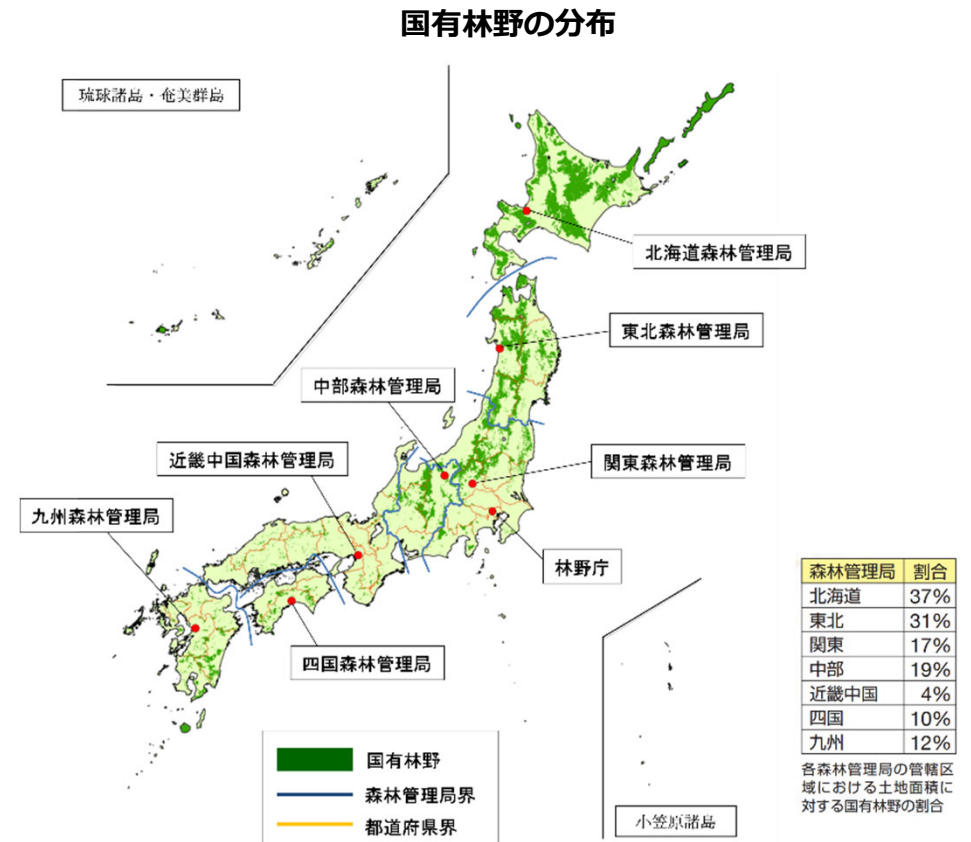 国有林野の分布
琉球諸島・奄美群島
北海道森林管理局
東北森林管理局
中部森林管理局
近畿中国森林管理局
関東森林管理局
九州森林管理局
林野庁
四国森林管理局
森林管理局 割合
北海道 37%
東北 31%
関東 17%
中部 19%
近畿中国 4%
四国 10%
九州 12%
各森林管理局の管轄区
域における土地面積に
対する国有林野の割合
国有林野
森林管理局界
都道府県界
小笠原諸島